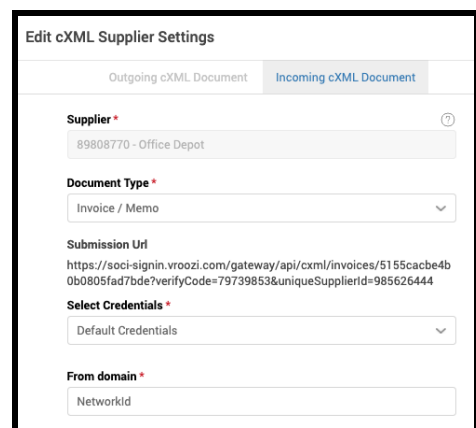 Edit cXML Supplier Settings
Outgoing cXML Document
Incoming cXML Document
Supplier *
?
89808770 - Office Depot
Document Type *
Invoice / Memo
Submission Url
https://soci-signin.vroozi.com/gateway/api/cxml/invoices/5155cacbe4b
0b0805fad7bde?verifyCode=79739853&uniqueSupplierId=985626444
Select Credentials *
Default Credentials
From domain *
NetworkId